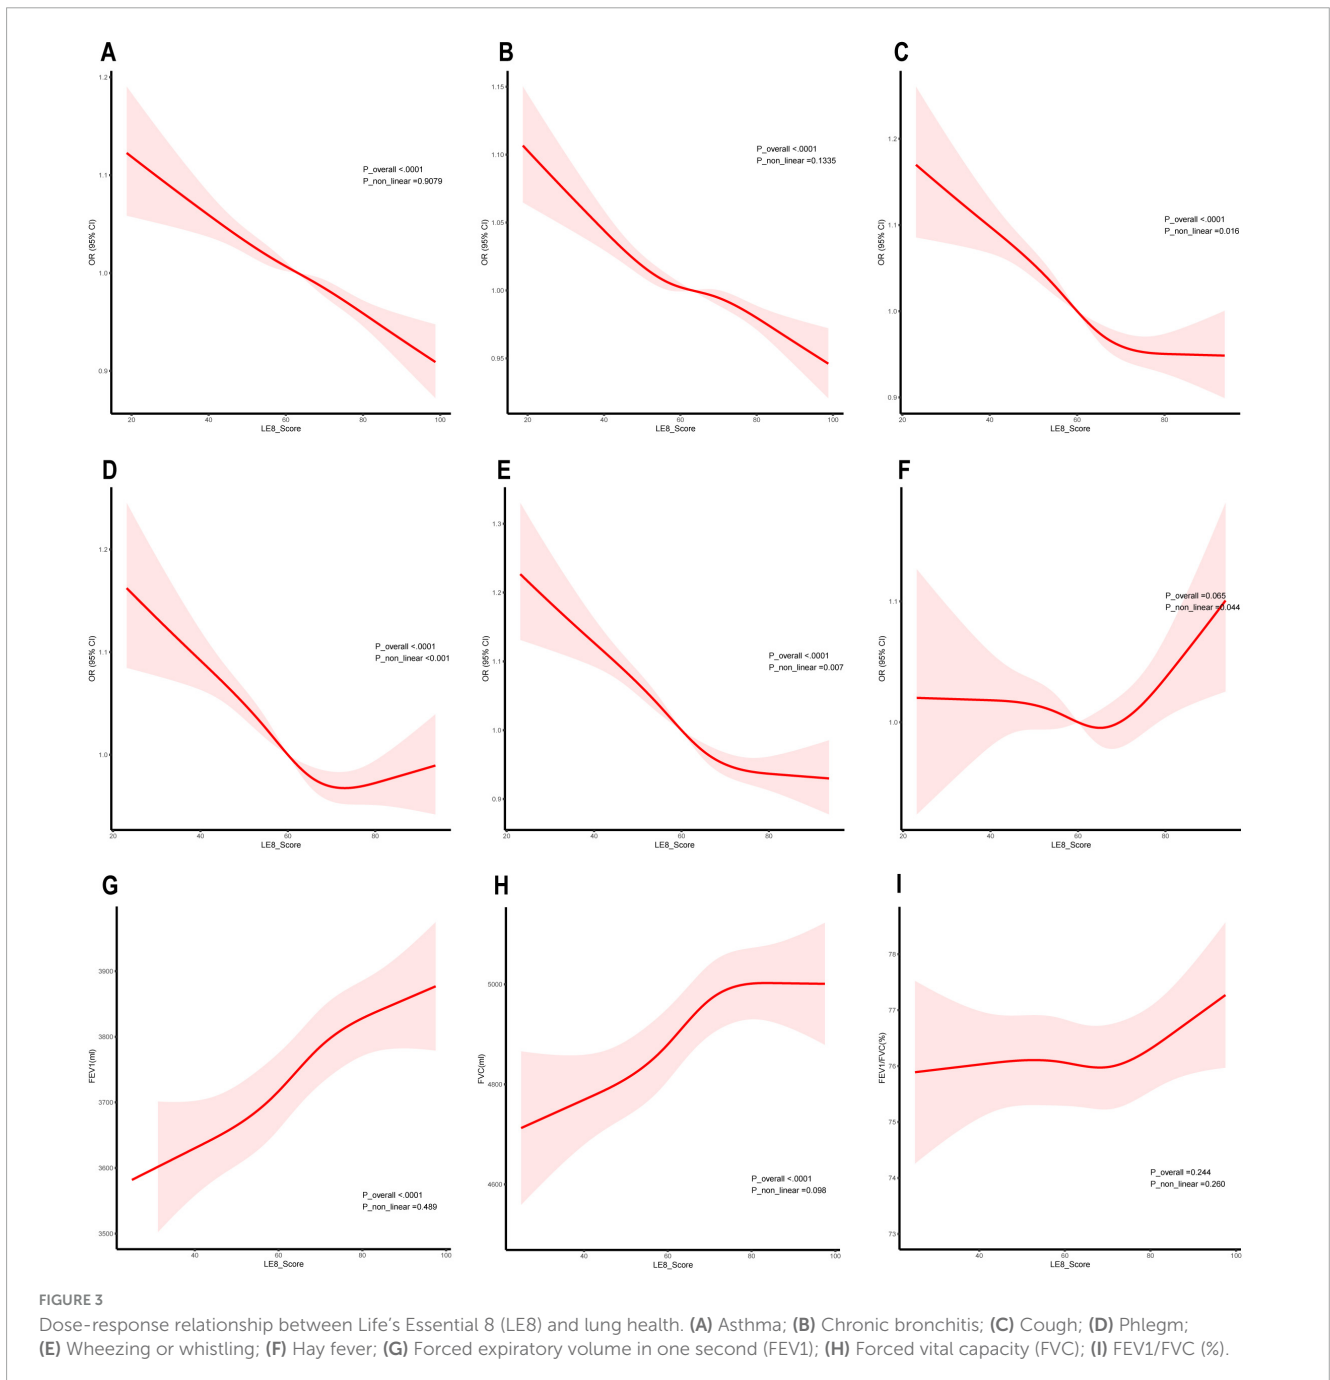 A
1.2
1.1
1.0
0.9
OR (95% CI)
P_overall <.0001
P_non_linear =0.9079
20 40 60 80 100
LE8_Score
B
1.15
1.10
1.05
1.00
0.95
OR (95% CI)
P_overall <.0001
P_non_linear =0.1335
20 40 60 80 100
LE8_Score
C
1.2
1.1
1.0
0.9
OR (95% CI)
P_overall <.0001
P_non_linear =0.016
20 40 60 80
LE8_Score
D
1.2
1.1
1.0
OR (95% CI)
P_overall <.0001
P_non_linear <0.001
20 40 60 80
LE8_Score
E
1.3
1.2
1.1
1.0
0.9
OR (95% CI)
P_overall <.0001
P_non_linear =0.007
20 40 60 80
LE8_Score
F
1.1
1.0
OR (95% CI)
P_overall =0.065
P_non_linear =0.044
20 40 60 80
LE8_Score
G
3900
3800
3700
3600
3500
FEV1(ml)
P_overall <.0001
P_non_linear =0.489
40 60 80 100
LE8_Score
H
5000
4800
4600
FVC(ml)
P_overall <.0001
P_non_linear =0.098
40 60 80 100
LE8_Score
I
78
77
76
75
74
73
FEV1/FVC(%)
P_overall =0.244
P_non_linear =0.260
40 60 80 100
LE8_Score
FIGURE 3
Dose-response relationship between Life's Essential 8 (LE8) and lung health. (A) Asthma; (B) Chronic bronchitis; (C) Cough; (D) Phlegm;
(E) Wheezing or whistling; (F) Hay fever; (G) Forced expiratory volume in one second (FEV1); (H) Forced vital capacity (FVC); (I) FEV1/FVC (%).